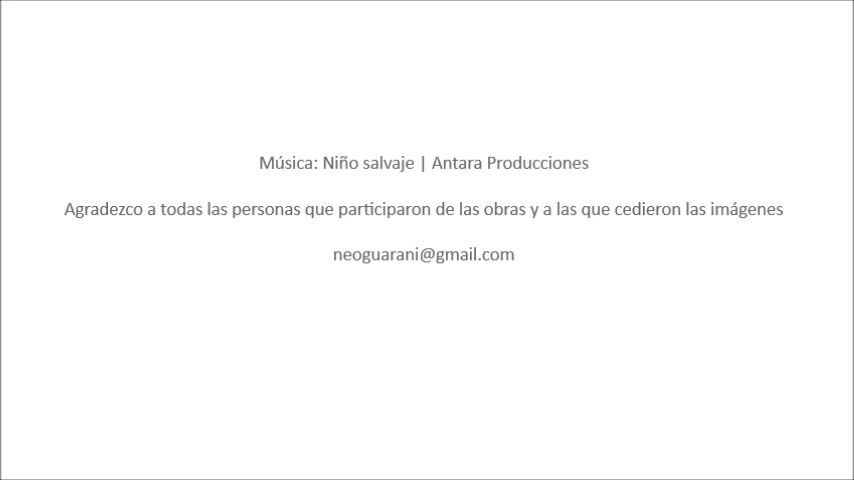 Música: Niño salvaje | Antara Producciones
Agradezco a todas las personas que participaron de las obras y a las que cedieron las imágenes
neoguarani@gmail.com